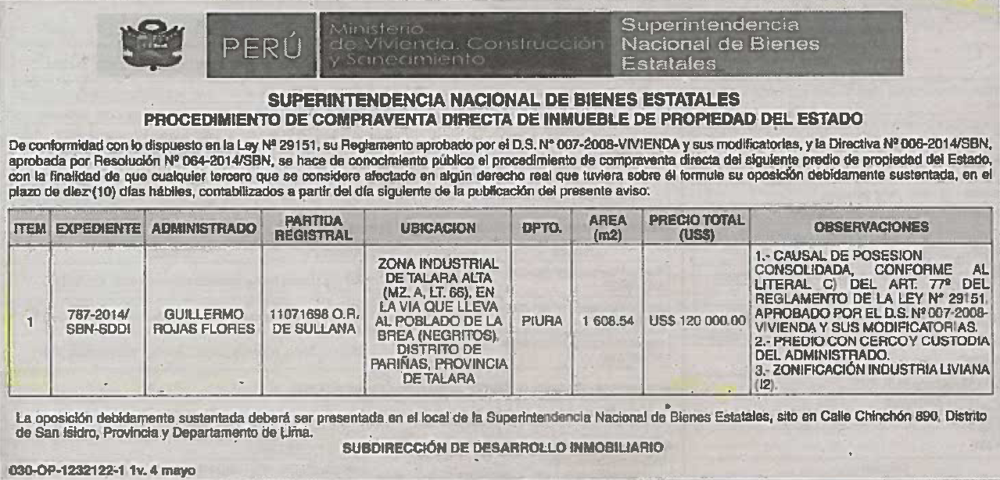 PERÚ
Ministerio
de Vivienda, Construcción
y Saneamiento
Superintendencia
Nacional de Bienes
Estatales
SUPERINTENDENCIA NACIONAL DE BIENES ESTATALES
PROCEDIMIENTO DE COMPRAVENTA DIRECTA DE INMUEBLE DE PROPIEDAD DEL ESTADO
De conformidad con lo dispuesto en la Ley Nº 29151, su Reglamento aprobado por el D.S. Nº 007-2008-VIVIENDA y sus modificatorias, y la Directiva Nº 006-2014/SBN,
aprobada por Resolución Nº 064-2014/SBN, se hace de conocimiento público el procedimiento de compraventa directa del siguiente predio de propiedad del Estado,
con la finalidad de que cualquier tercero que se considere afectado en algún derecho real que tuviera sobre él formule su oposición debidamente sustentada, en el
plazo de diez (10) días hábiles, contabilizados a partir del día siguiente de la publicación del presente aviso:
ITEM
EXPEDIENTE
ADMINISTRADO
PARTIDA
REGISTRAL
UBICACION
DPTO.
AREA
(m2)
PRECIO TOTAL
(US$)
OBSERVACIONES
1
787-2014/
SBN-SDDI
GUILLERMO
ROJAS FLORES
11071698 O.R.
DE SULLANA
ZONA INDUSTRIAL
DE TALARA ALTA
(MZ. A, LT. 66), EN
LA VIA QUE LLEVA
AL POBLADO DE LA
BREA (NEGRITOS),
DISTRITO DE
PARIÑAS, PROVINCIA
DE TALARA
PIURA
1 608.54
US$ 120 000.00
1.- CAUSAL DE POSESION
CONSOLIDADA, CONFORME AL
LITERAL C) DEL ART. 77º DEL
REGLAMENTO DE LA LEY Nº 29151,
APROBADO POR EL D.S. Nº 007-2008-
VIVIENDA Y SUS MODIFICATORIAS.
2.- PREDIO CON CERCO Y CUSTODIA
DEL ADMINISTRADO.
3.- ZONIFICACIÓN INDUSTRIA LIVIANA
(I2).
La oposición debidamente sustentada deberá ser presentada en el local de la Superintendencia Nacional de Bienes Estatales, sito en Calle Chinchón 890, Distrito
de San Isidro, Provincia y Departamento de Lima.
SUBDIRECCIÓN DE DESARROLLO INMOBILIARIO
030-OP-1232122-1 1v. 4 mayo